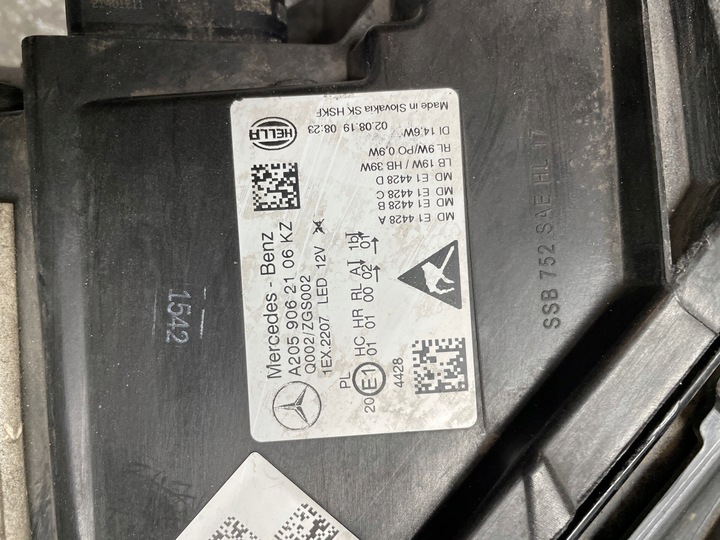 Mercedes - Benz
A205 906 21 06 KZ
Q002/ZGS002
1EX.2207 LED 12V
PL HC HR RL A 1b
20 E1 01 01 00 02 01
4428
HELLA
MD E1 4428 A
MD E1 4428 B
MD E1 4428 C
MD E1 4428 D
LB 19W / HB 39W
RL 9W/PO 0.9W
DI 14.6W
02.08.19 08:23
Made in Slovakia SK HSKF
1542
SSB 752 SAE HL 17